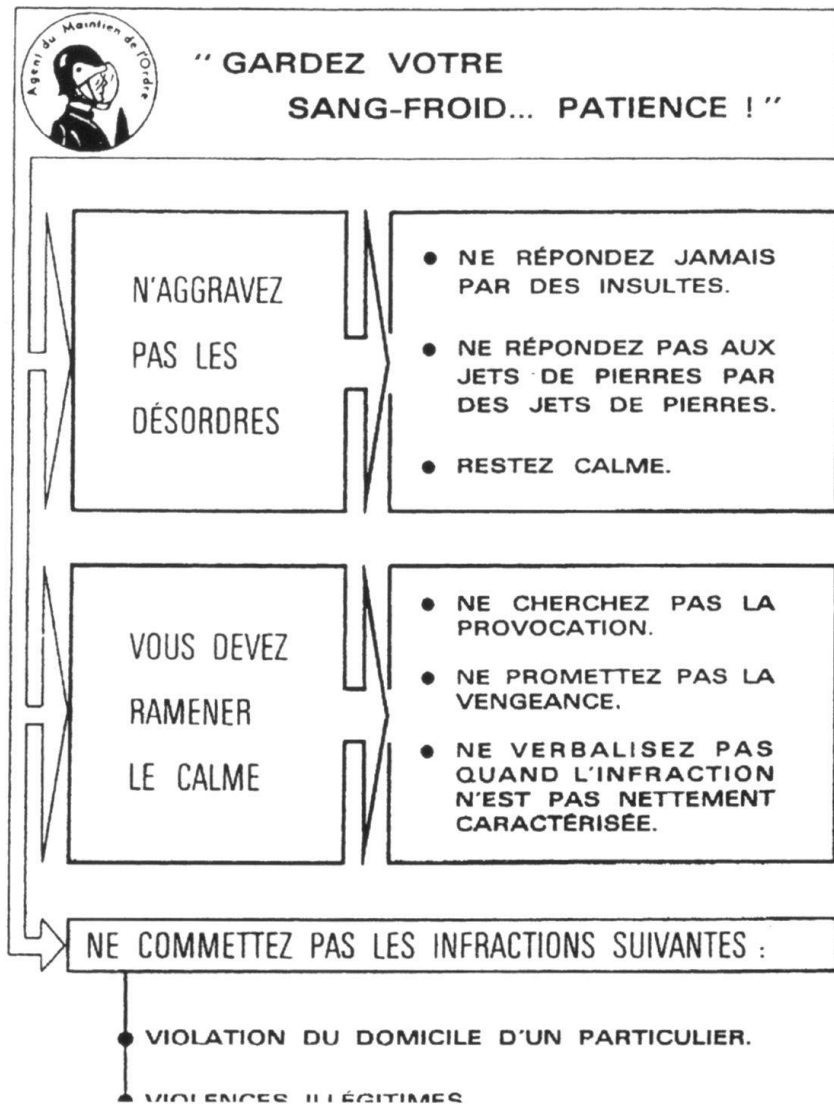 Agent du Maintien de l'Ordre
" GARDEZ VOTRE
SANG-FROID... PATIENCE ! "
N'AGGRAVEZ
PAS LES
DÉSORDRES
● NE RÉPONDEZ JAMAIS
PAR DES INSULTES.
● NE RÉPONDEZ PAS AUX
JETS DE PIERRES PAR
DES JETS DE PIERRES.
● RESTEZ CALME.
VOUS DEVEZ
RAMENER
LE CALME
● NE CHERCHEZ PAS LA
PROVOCATION.
● NE PROMETTEZ PAS LA
VENGEANCE.
● NE VERBALISEZ PAS
QUAND L'INFRACTION
N'EST PAS NETTEMENT
CARACTÉRISÉE.
NE COMMETTEZ PAS LES INFRACTIONS SUIVANTES :
● VIOLATION DU DOMICILE D'UN PARTICULIER.
● VIOLENCES ILLÉGITIMES